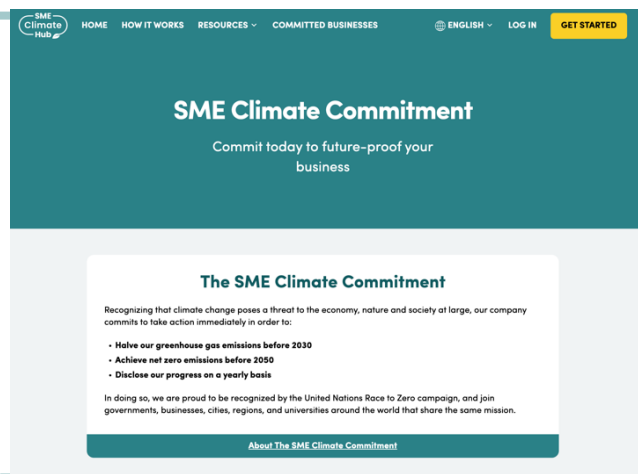 SME
Climate
Hub
HOME HOW IT WORKS RESOURCES COMMITTED BUSINESSES ENGLISH LOG IN GET STARTED
SME Climate Commitment
Commit today to future-proof your
business
The SME Climate Commitment
Recognizing that climate change poses a threat to the economy, nature and society at large, our company
commits to take action immediately in order to:
• Halve our greenhouse gas emissions before 2030
• Achieve net zero emissions before 2050
• Disclose our progress on a yearly basis
In doing so, we are proud to be recognized by the United Nations Race to Zero campaign, and join
governments, businesses, cities, regions, and universities around the world that share the same mission.
About The SME Climate Commitment